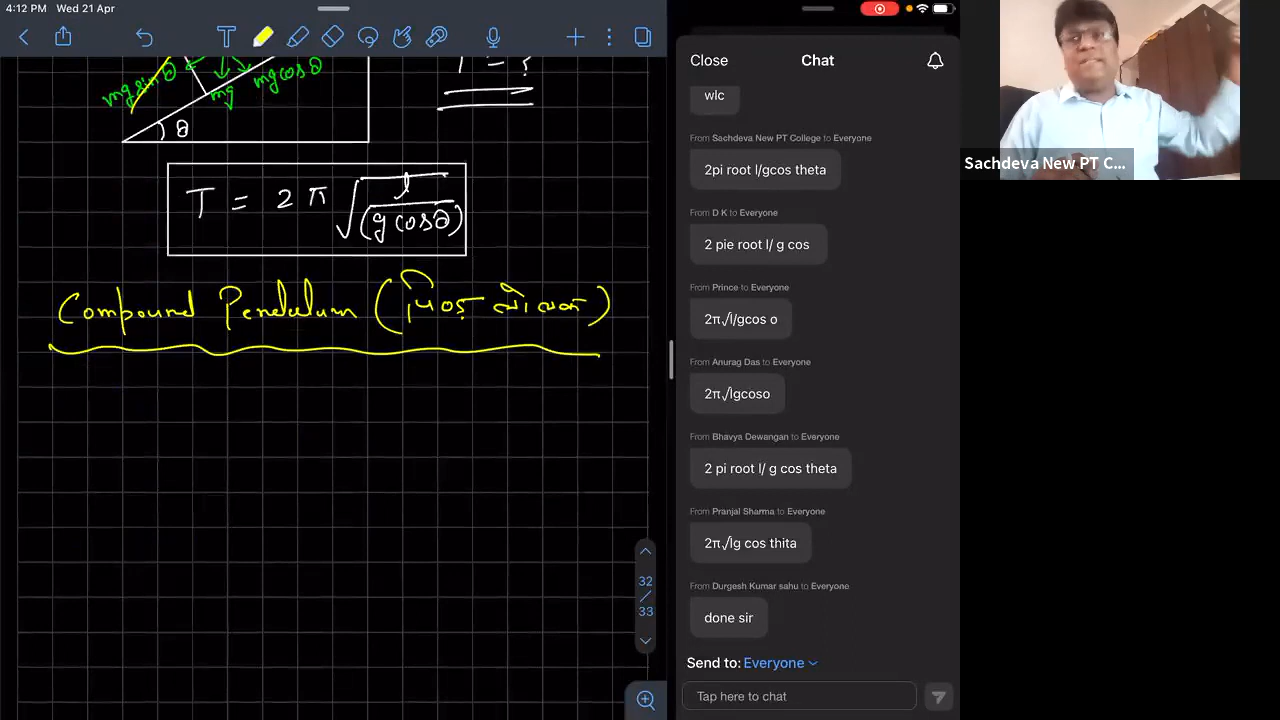 4:12 PM Wed 21 Apr
mg sin θ
mg
mg cos θ
θ
T = ?
T = 2 π √ l / (g cos θ)
Compound Pendulum (पिण्ड लोलक)
32
33
Close
Chat
wlc
From Sachdeva New PT College to Everyone
2pi root l/gcos theta
From D K to Everyone
2 pie root l/ g cos
From Prince to Everyone
2π√l/gcos o
From Anurag Das to Everyone
2π√lgcoso
From Bhavya Dewangan to Everyone
2 pi root l/ g cos theta
From Pranjal Sharma to Everyone
2π√lg cos thita
From Durgesh Kumar sahu to Everyone
done sir
Send to: Everyone
Tap here to chat
Sachdeva New PT C...